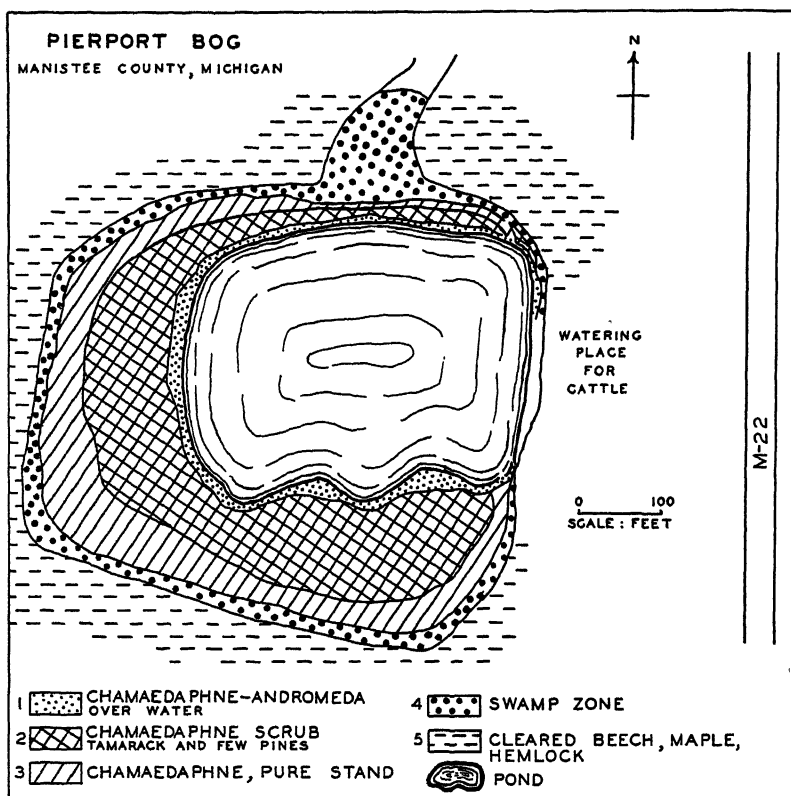 PIERPORT BOG
MANISTEE COUNTY, MICHIGAN
N
WATERING
PLACE
FOR
CATTLE
M-22
0 100
SCALE : FEET
1 CHAMAEDAPHNE-ANDROMEDA
OVER WATER
2 CHAMAEDAPHNE SCRUB
TAMARACK AND FEW PINES
3 CHAMAEDAPHNE, PURE STAND
4 SWAMP ZONE
5 CLEARED BEECH, MAPLE,
HEMLOCK
POND